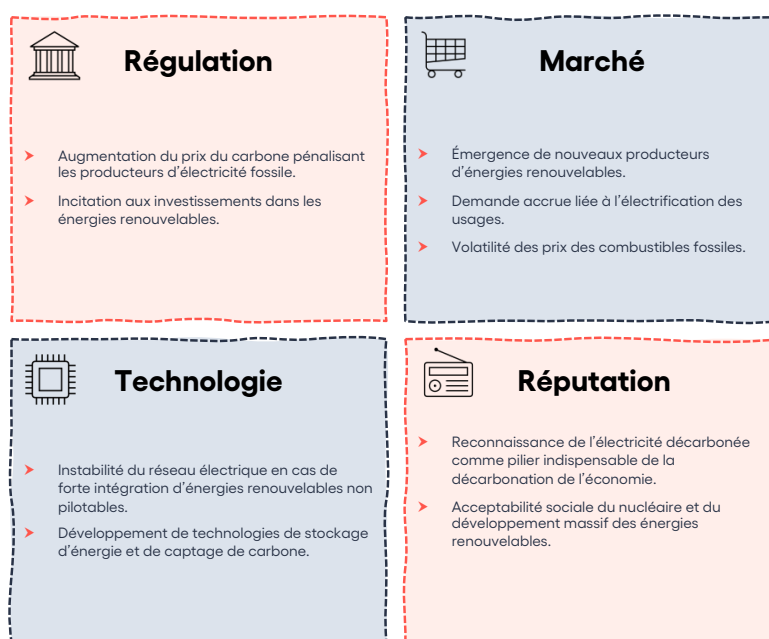 Régulation
Augmentation du prix du carbone pénalisant
les producteurs d'électricité fossile.
Incitation aux investissements dans les
énergies renouvelables.
Marché
Émergence de nouveaux producteurs
d'énergies renouvelables.
Demande accrue liée à l'électrification des
usages.
Volatilité des prix des combustibles fossiles.
Technologie
Instabilité du réseau électrique en cas de
forte intégration d'énergies renouvelables non
pilotables.
Développement de technologies de stockage
d'énergie et de captage de carbone.
Réputation
Reconnaissance de l'électricité décarbonée
comme pilier indispensable de la
décarbonation de l'économie.
Acceptabilité sociale du nucléaire et du
développement massif des énergies
renouvelables.